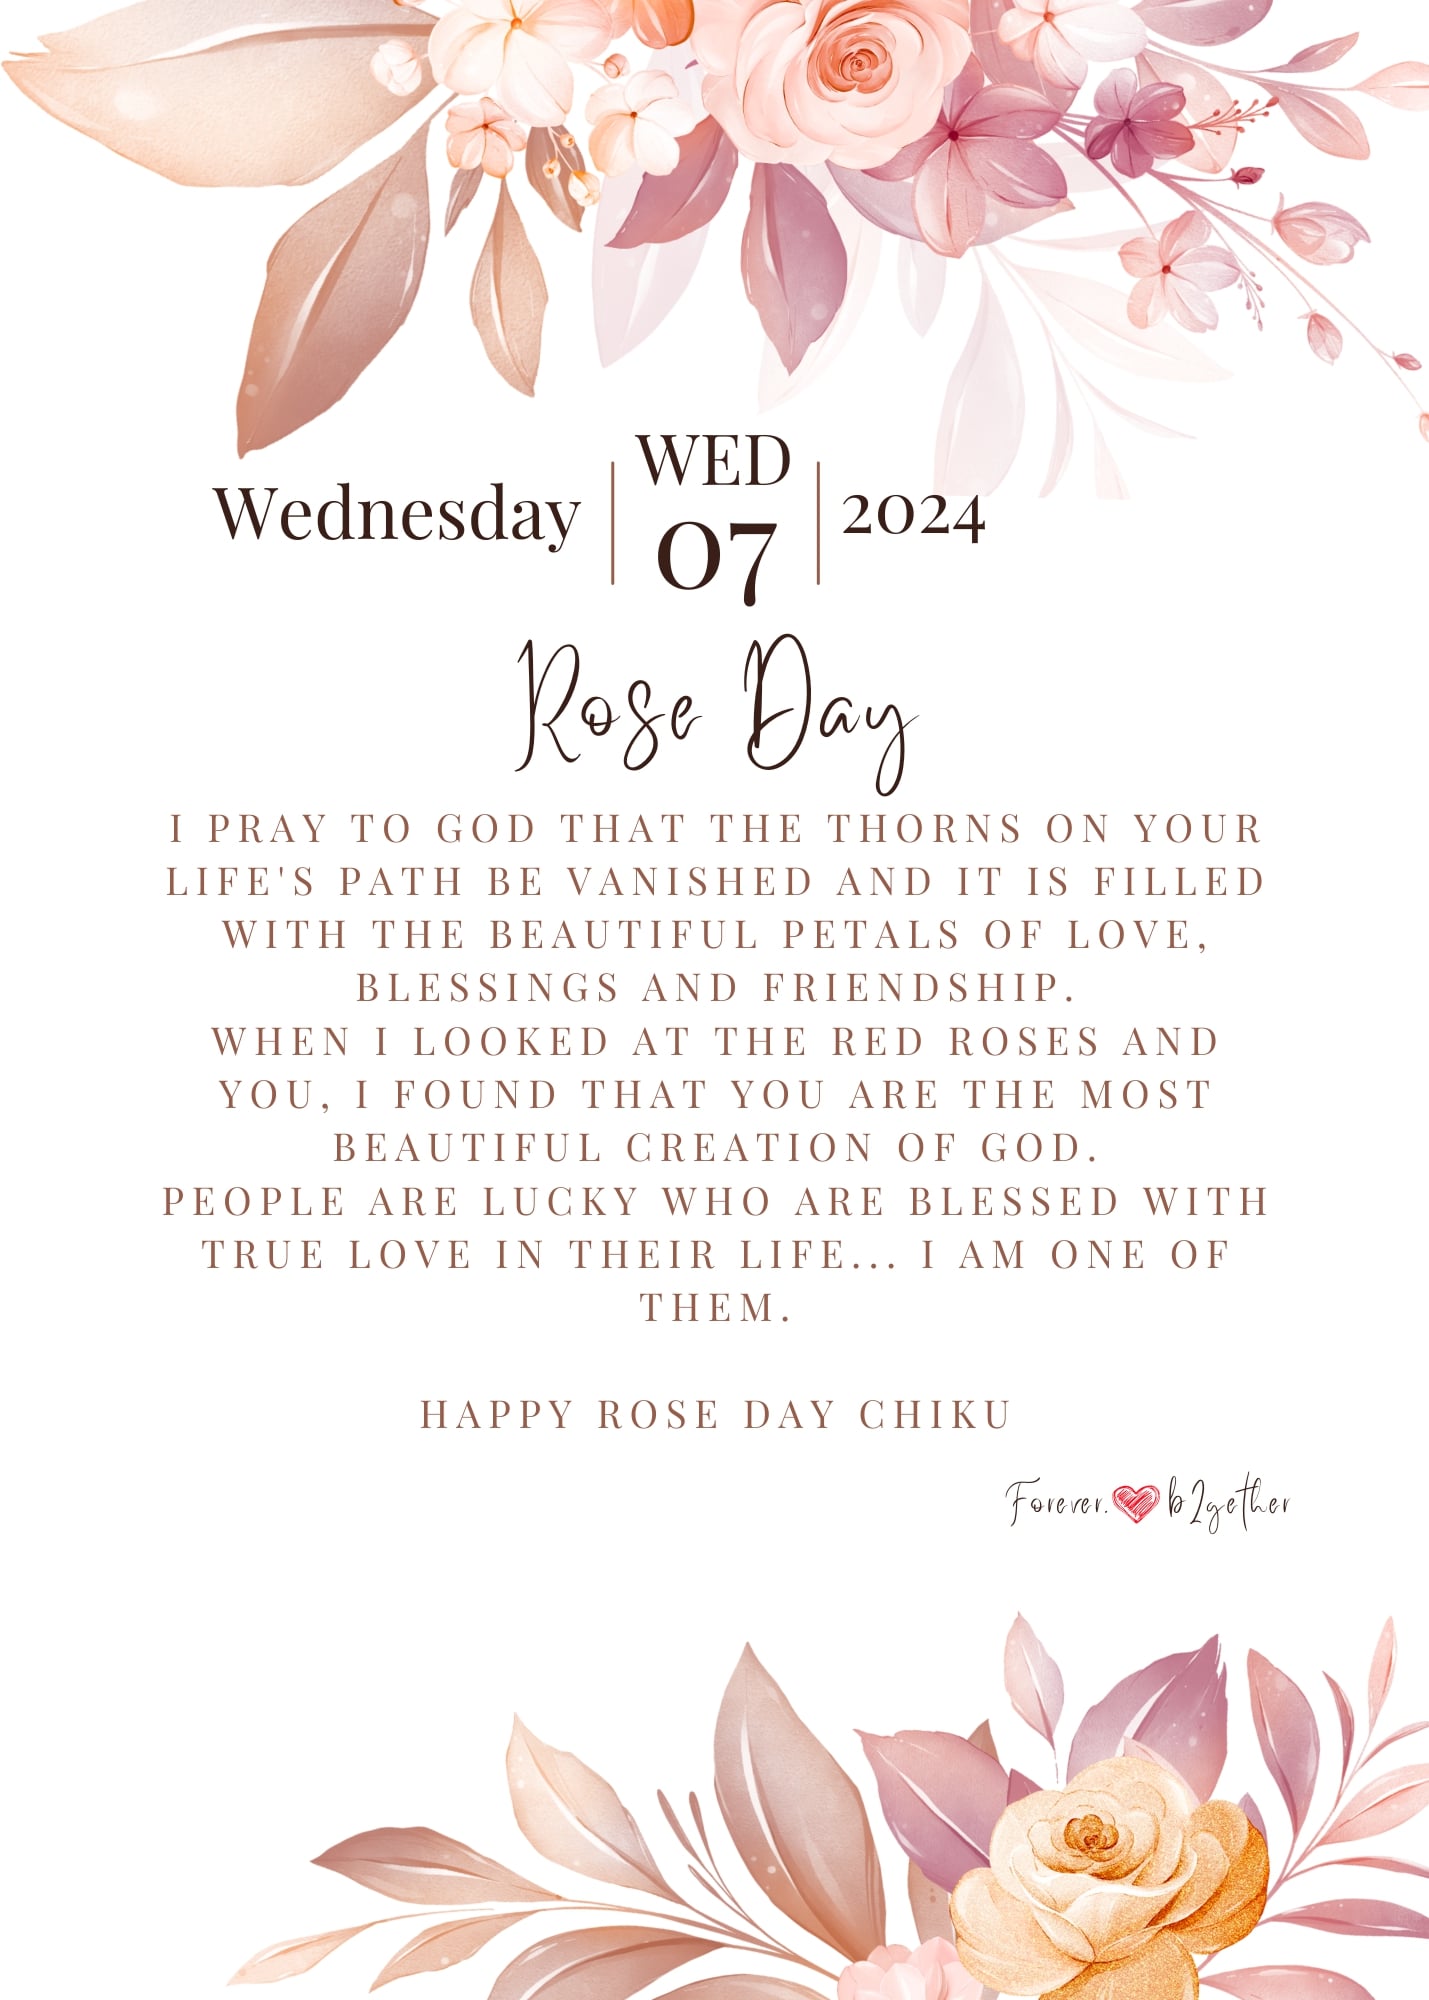 Wednesday
WED
07
2024
Rose Day
I PRAY TO GOD THAT THE THORNS ON YOUR
LIFE'S PATH BE VANISHED AND IT IS FILLED
WITH THE BEAUTIFUL PETALS OF LOVE,
BLESSINGS AND FRIENDSHIP.
WHEN I LOOKED AT THE RED ROSES AND
YOU, I FOUND THAT YOU ARE THE MOST
BEAUTIFUL CREATION OF GOD.
PEOPLE ARE LUCKY WHO ARE BLESSED WITH
TRUE LOVE IN THEIR LIFE... I AM ONE OF
THEM.
HAPPY ROSE DAY CHIKU
Forever. b2gether